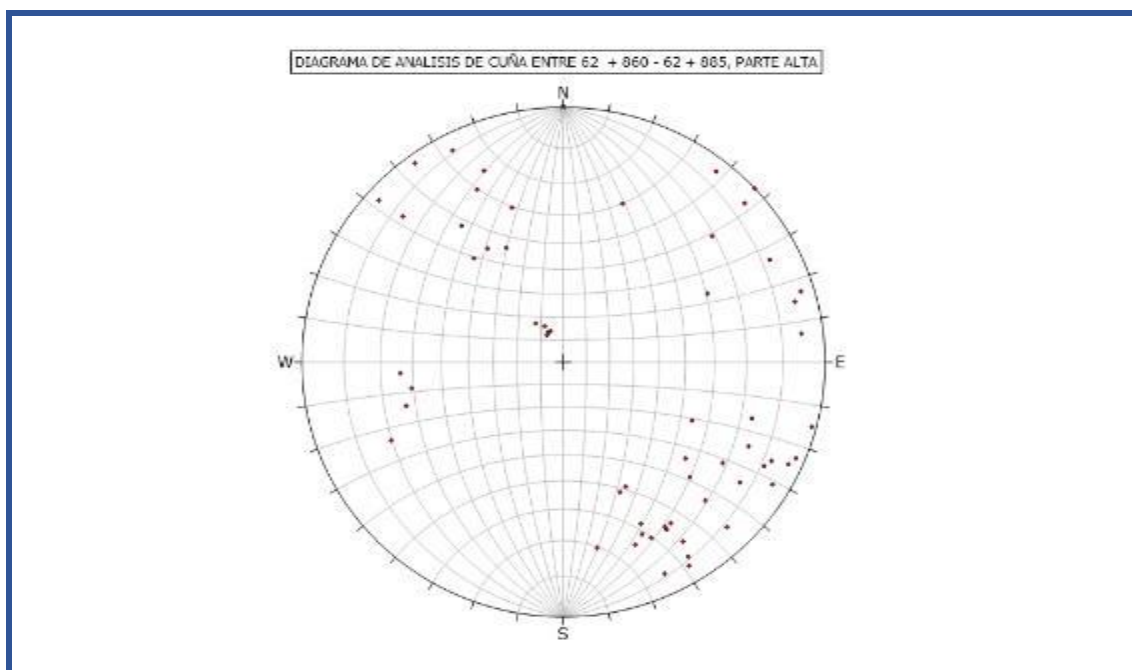 DIAGRAMA DE ANALISIS DE CUÑA ENTRE 62 + 860 - 62 + 885, PARTE ALTA
N
W
E
S